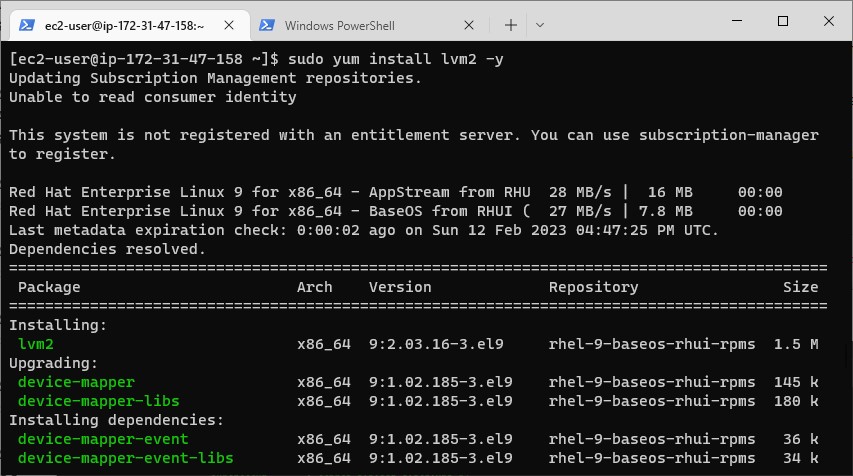 ec2-user@ip-172-31-47-158:~
Windows PowerShell
[ec2-user@ip-172-31-47-158 ~]$ sudo yum install lvm2 -y
Updating Subscription Management repositories.
Unable to read consumer identity
This system is not registered with an entitlement server. You can use subscription-manager
to register.
Red Hat Enterprise Linux 9 for x86_64 - AppStream from RHU  28 MB/s |  16 MB     00:00
Red Hat Enterprise Linux 9 for x86_64 - BaseOS from RHUI (  27 MB/s | 7.8 MB     00:00
Last metadata expiration check: 0:00:02 ago on Sun 12 Feb 2023 04:47:25 PM UTC.
Dependencies resolved.
===========================================================================================
Package Arch Version Repository Size
===========================================================================================
Installing:
lvm2 x86_64 9:2.03.16-3.el9 rhel-9-baseos-rhui-rpms 1.5 M
Upgrading:
device-mapper x86_64 9:1.02.185-3.el9 rhel-9-baseos-rhui-rpms 145 k
device-mapper-libs x86_64 9:1.02.185-3.el9 rhel-9-baseos-rhui-rpms 180 k
Installing dependencies:
device-mapper-event x86_64 9:1.02.185-3.el9 rhel-9-baseos-rhui-rpms 36 k
device-mapper-event-libs x86_64 9:1.02.185-3.el9 rhel-9-baseos-rhui-rpms 34 k